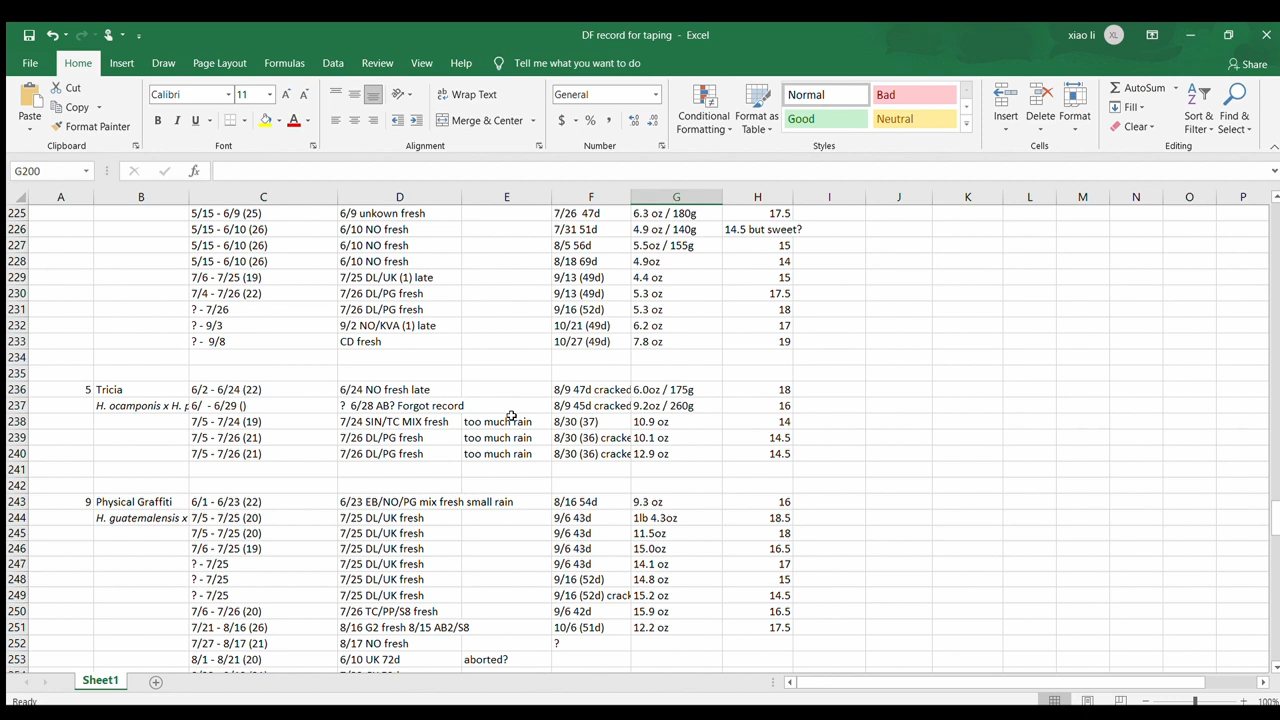 DF record for taping - Excel
xiao li XL
File Home Insert Draw Page Layout Formulas Data Review View Help Tell me what you want to do Share
Paste Cut Copy Format Painter Clipboard
Calibri 11 A A B I U A Font
Wrap Text Merge & Center Alignment
General $ % , Number
Conditional Formatting Format as Table Normal Bad Good Neutral Styles
Insert Delete Format Cells
AutoSum Fill Clear Sort & Filter Find & Select Editing
G200 fx
A B C D E F G H I J K L M N O P
225 5/15 - 6/9 (25) 6/9 unkown fresh 7/26 47d 6.3 oz / 180g 17.5
226 5/15 - 6/10 (26) 6/10 NO fresh 7/31 51d 4.9 oz / 140g 14.5 but sweet?
227 5/15 - 6/10 (26) 6/10 NO fresh 8/5 56d 5.5oz / 155g 15
228 5/15 - 6/10 (26) 6/10 NO fresh 8/18 69d 4.9oz 14
229 7/6 - 7/25 (19) 7/25 DL/UK (1) late 9/13 (49d) 4.4 oz 15
230 7/4 - 7/26 (22) 7/26 DL/PG fresh 9/13 (49d) 5.3 oz 17.5
231 ? - 7/26 7/26 DL/PG fresh 9/16 (52d) 5.3 oz 18
232 ? - 9/3 9/2 NO/KVA (1) late 10/21 (49d) 6.2 oz 17
233 ? - 9/8 CD fresh 10/27 (49d) 7.8 oz 19
234
235
236 5 Tricia 6/2 - 6/24 (22) 6/24 NO fresh late 8/9 47d cracked 6.0oz / 175g 18
237 H. ocamponis x H. p 6/ - 6/29 () ? 6/28 AB? Forgot record 8/9 45d cracked 9.2oz / 260g 16
238 7/5 - 7/24 (19) 7/24 SIN/TC MIX fresh too much rain 8/30 (37) 10.9 oz 14
239 7/5 - 7/26 (21) 7/26 DL/PG fresh too much rain 8/30 (36) cracke 10.1 oz 14.5
240 7/5 - 7/26 (21) 7/26 DL/PG fresh too much rain 8/30 (36) cracke 12.9 oz 14.5
241
242
243 9 Physical Graffiti 6/1 - 6/23 (22) 6/23 EB/NO/PG mix fresh small rain 8/16 54d 9.3 oz 16
244 H. guatemalensis x 7/5 - 7/25 (20) 7/25 DL/UK fresh 9/6 43d 1lb 4.3oz 18.5
245 7/5 - 7/25 (20) 7/25 DL/UK fresh 9/6 43d 11.5oz 18
246 7/6 - 7/25 (19) 7/25 DL/UK fresh 9/6 43d 15.0oz 16.5
247 ? - 7/25 7/25 DL/UK fresh 9/6 43d 14.1 oz 17
248 ? - 7/25 7/25 DL/UK fresh 9/16 (52d) 14.8 oz 15
249 ? - 7/25 7/25 DL/UK fresh 9/16 (52d) crack 15.2 oz 14.5
250 7/6 - 7/26 (20) 7/26 TC/PP/S8 fresh 9/6 42d 15.9 oz 16.5
251 7/21 - 8/16 (26) 8/16 G2 fresh 8/15 AB2/S8 10/6 (51d) 12.2 oz 17.5
252 7/27 - 8/17 (21) 8/17 NO fresh ?
253 8/1 - 8/21 (20) 6/10 UK 72d aborted?
Sheet1
Ready 100%